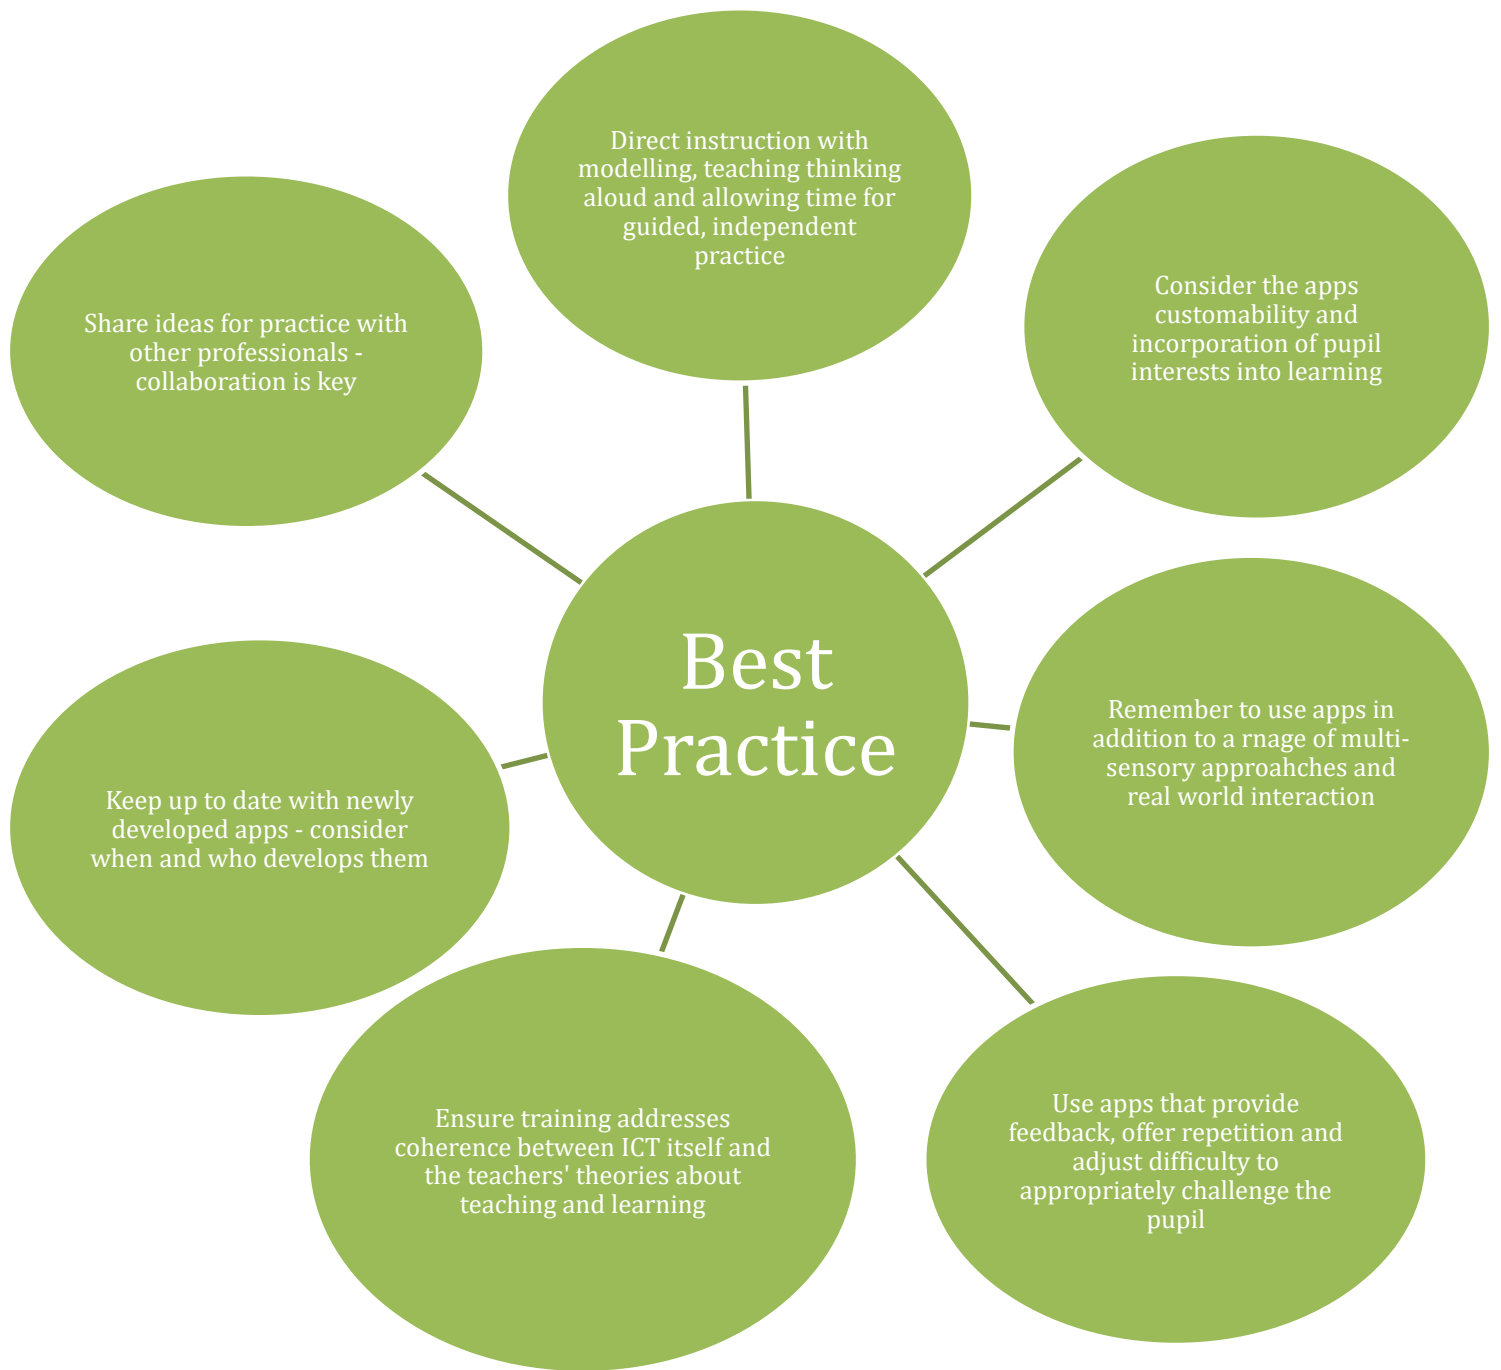 Direct instruction with
modelling, teaching thinking
aloud and allowing time for
guided, independent
practice
Consider the apps
customability and
incorporation of pupil
interests into learning
Share ideas for practice with
other professionals -
collaboration is key
Best
Practice
Remember to use apps in
addition to a rnage of multi-
sensory approahches and
real world interaction
Keep up to date with newly
developed apps - consider
when and who develops them
Ensure training addresses
coherence between ICT itself and
the teachers' theories about
teaching and learning
Use apps that provide
feedback, offer repetition and
adjust difficulty to
appropriately challenge the
pupil